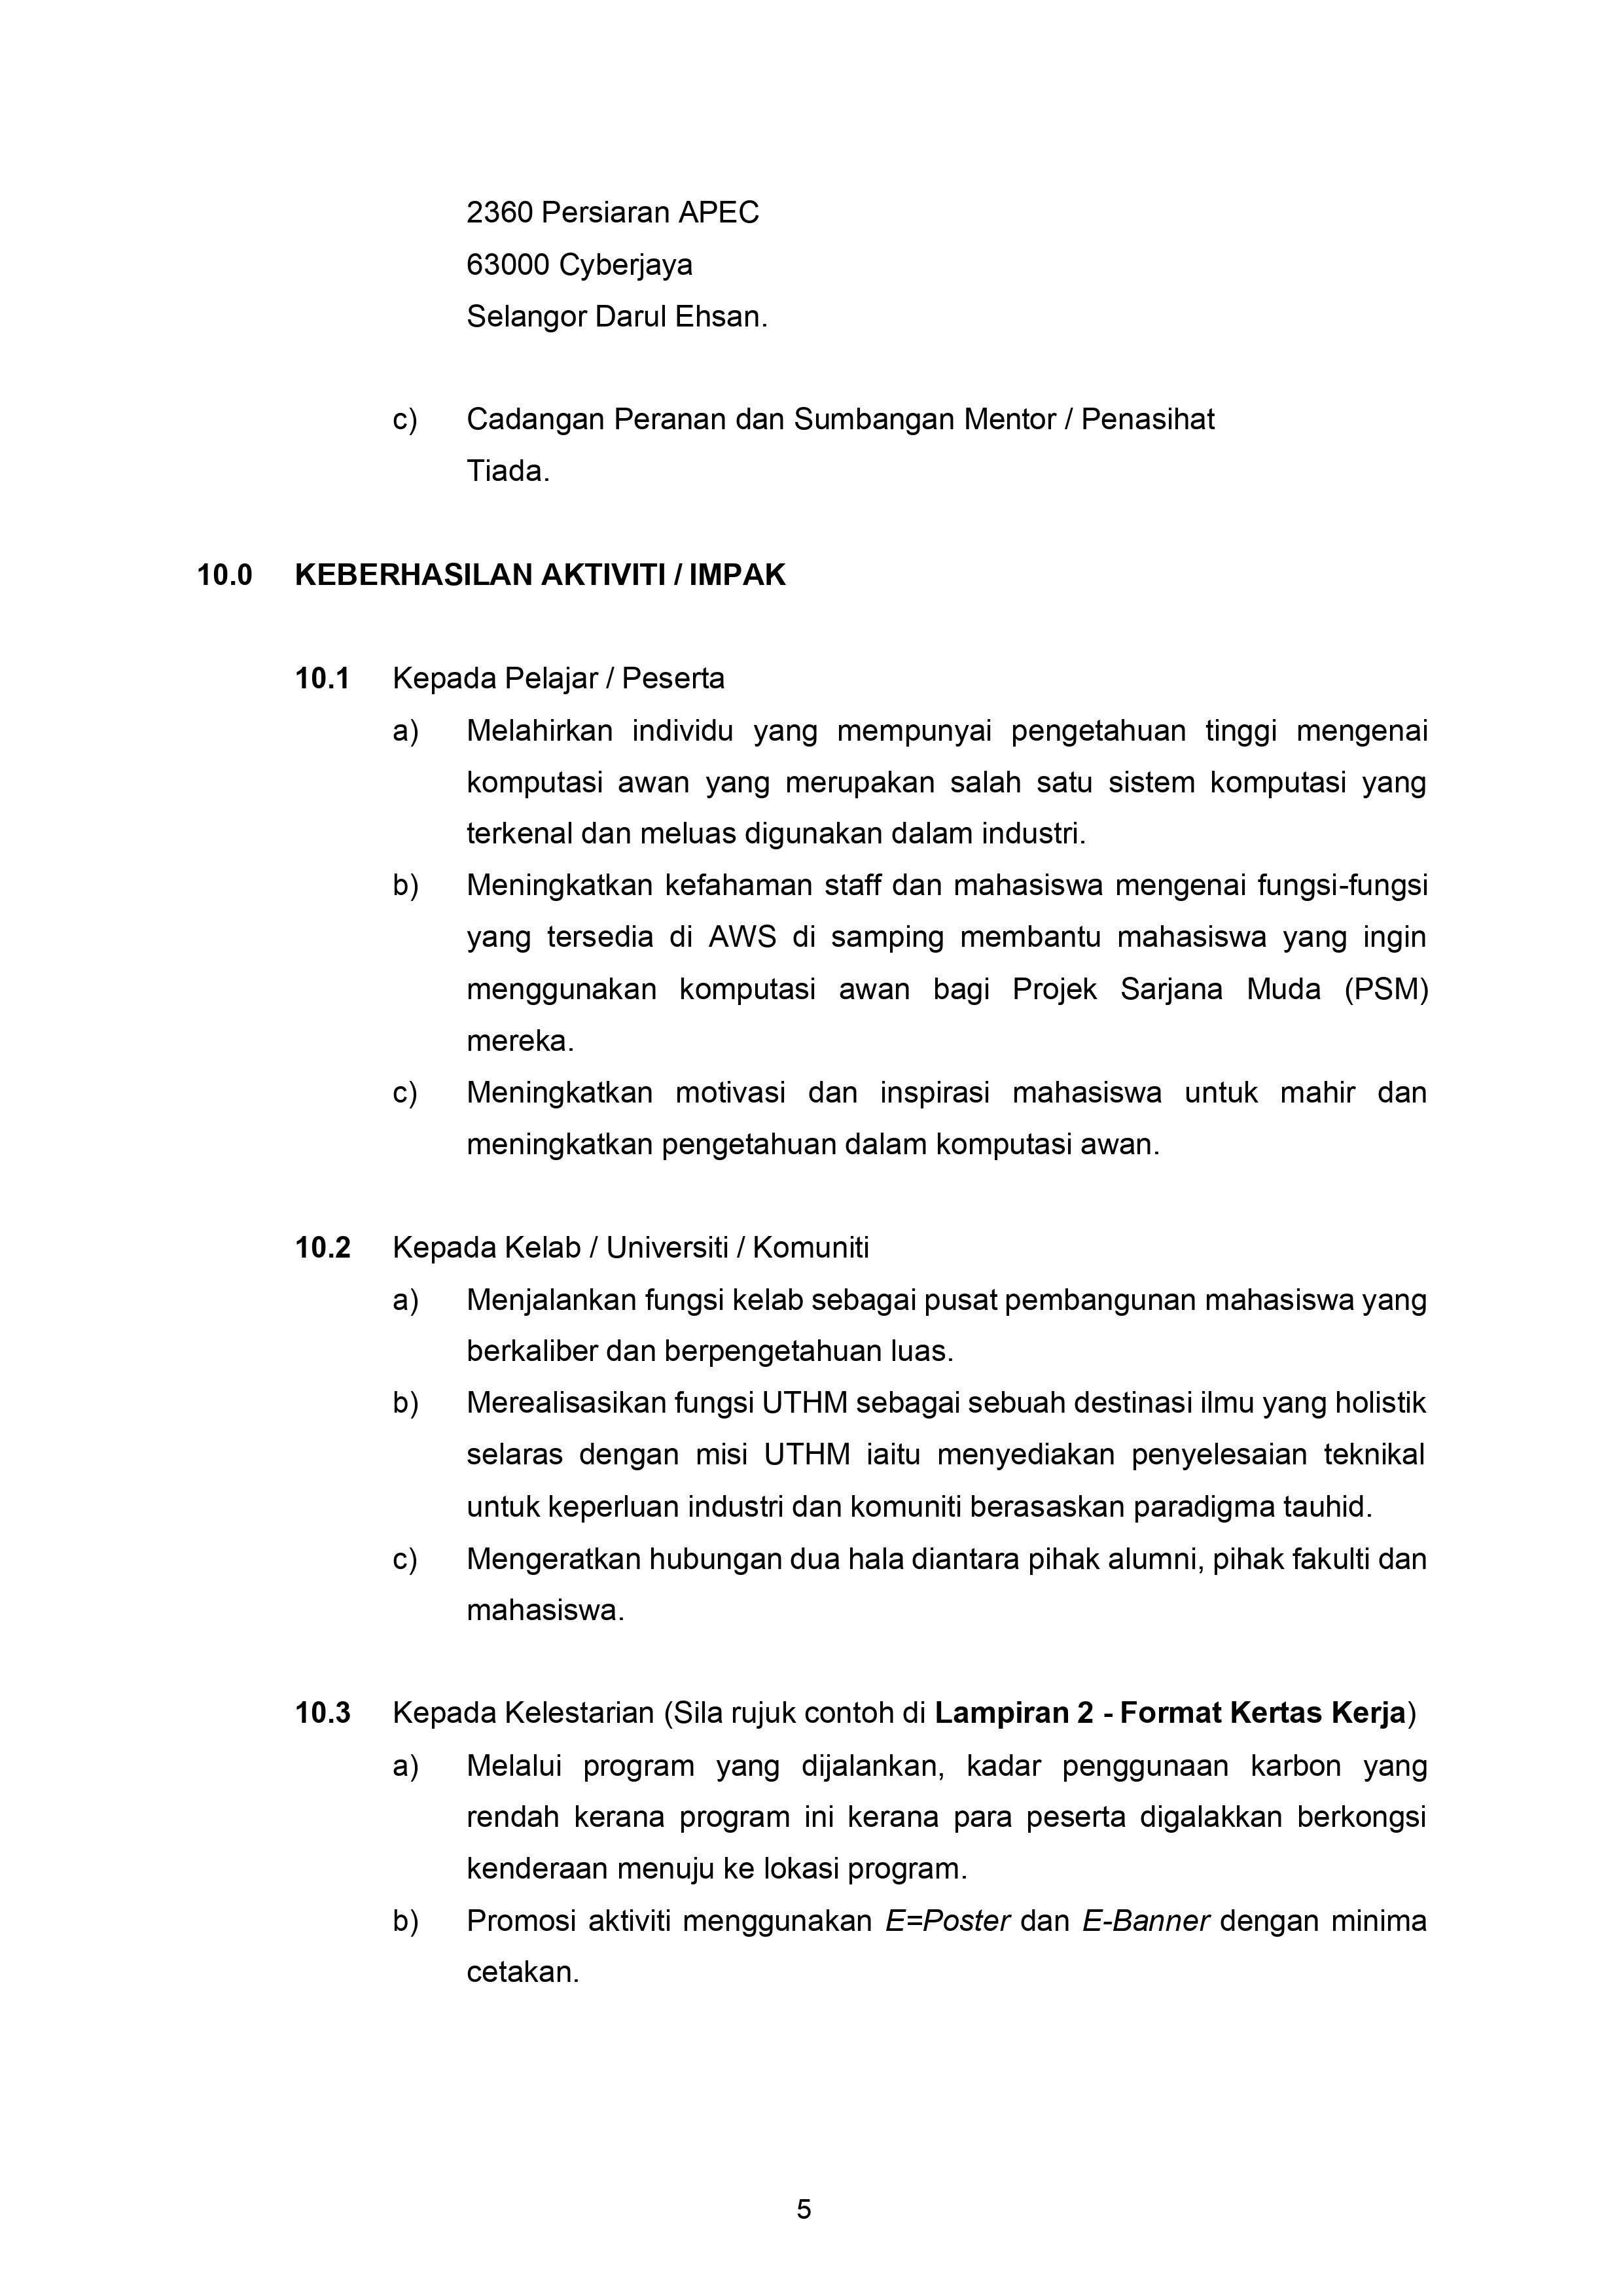 2360 Persiaran APEC
63000 Cyberjaya
Selangor Darul Ehsan.
c) Cadangan Peranan dan Sumbangan Mentor / Penasihat
Tiada.
10.0 KEBERHASILAN AKTIVITI / IMPAK
10.1 Kepada Pelajar / Peserta
a) Melahirkan individu yang mempunyai pengetahuan tinggi mengenai
komputasi awan yang merupakan salah satu sistem komputasi yang
terkenal dan meluas digunakan dalam industri.
b) Meningkatkan kefahaman staff dan mahasiswa mengenai fungsi-fungsi
yang tersedia di AWS di samping membantu mahasiswa yang ingin
menggunakan komputasi awan bagi Projek Sarjana Muda (PSM)
mereka.
c) Meningkatkan motivasi dan inspirasi mahasiswa untuk mahir dan
meningkatkan pengetahuan dalam komputasi awan.
10.2 Kepada Kelab / Universiti / Komuniti
a) Menjalankan fungsi kelab sebagai pusat pembangunan mahasiswa yang
berkaliber dan berpengetahuan luas.
b) Merealisasikan fungsi UTHM sebagai sebuah destinasi ilmu yang holistik
selaras dengan misi UTHM iaitu menyediakan penyelesaian teknikal
untuk keperluan industri dan komuniti berasaskan paradigma tauhid.
c) Mengeratkan hubungan dua hala diantara pihak alumni, pihak fakulti dan
mahasiswa.
10.3 Kepada Kelestarian (Sila rujuk contoh di Lampiran 2 - Format Kertas Kerja)
a) Melalui program yang dijalankan, kadar penggunaan karbon yang
rendah kerana program ini kerana para peserta digalakkan berkongsi
kenderaan menuju ke lokasi program.
b) Promosi aktiviti menggunakan E=Poster dan E-Banner dengan minima
cetakan.
5